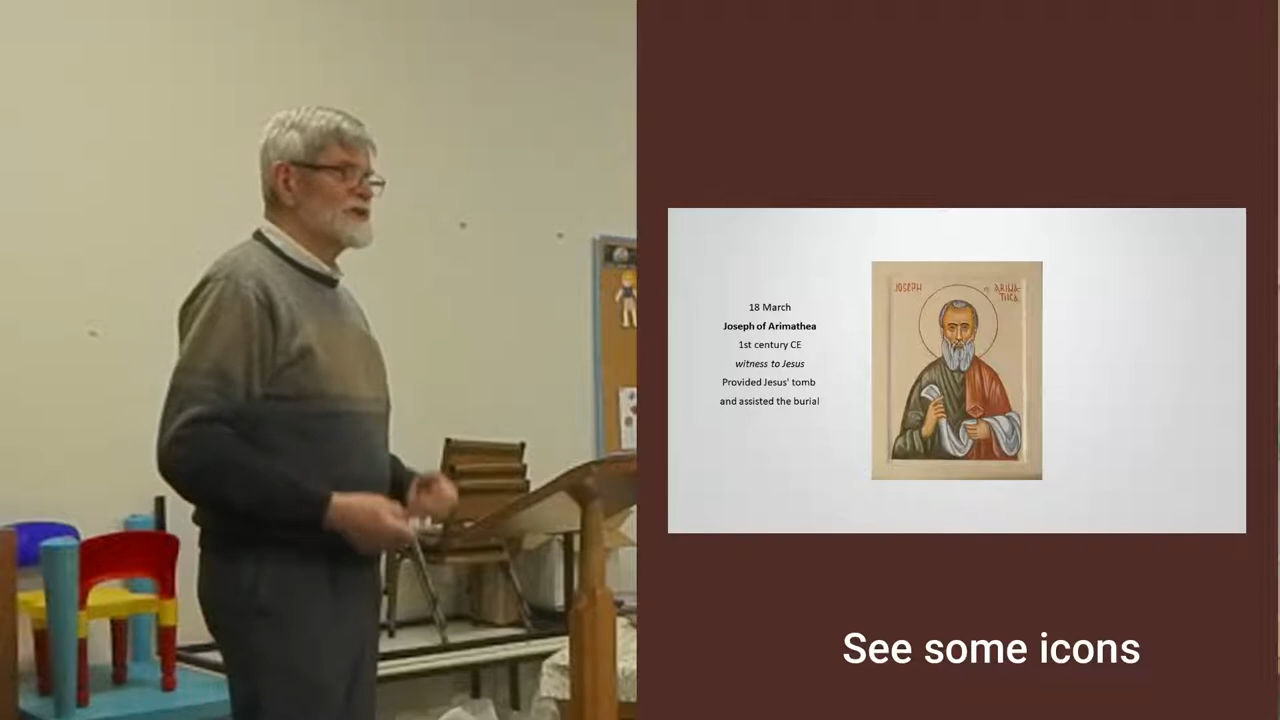 18 March
Joseph of Arimathea
1st century CE
witness to Jesus
Provided Jesus' tomb
and assisted the burial
JOSEPH
of ARIMA
THEA
See some icons